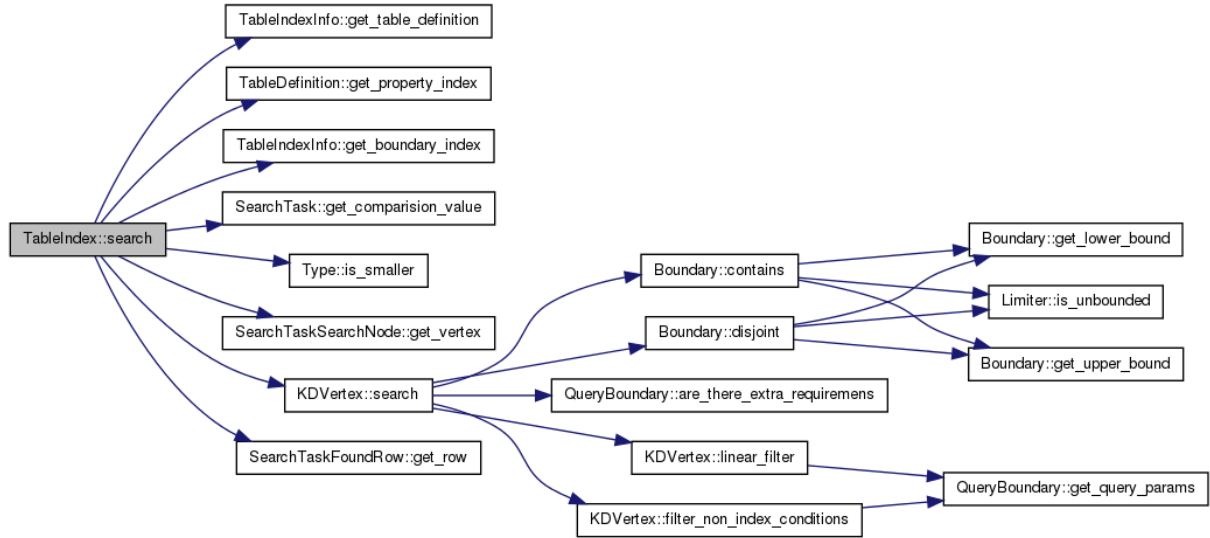 TableIndexInfo::get_table_definition
TableDefinition::get_property_index
TableIndexInfo::get_boundary_index
SearchTask::get_comparision_value
TableIndex::search
Type::is_smaller
SearchTaskSearchNode::get_vertex
KDVertex::search
SearchTaskFoundRow::get_row
Boundary::contains
Boundary::disjoint
QueryBoundary::are_there_extra_requiremens
KDVertex::linear_filter
KDVertex::filter_non_index_conditions
Boundary::get_lower_bound
Limiter::is_unbounded
Boundary::get_upper_bound
QueryBoundary::get_query_params